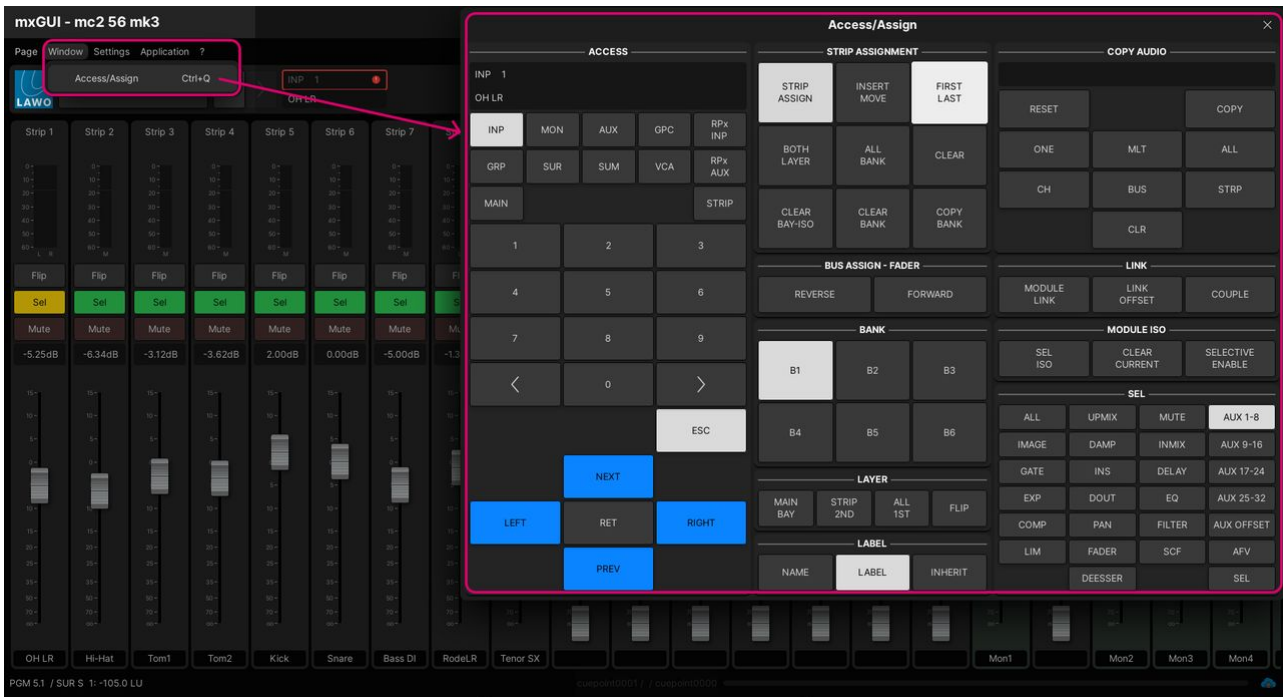 mxGUI - mc2 56 mk3
Page Window Settings Application ?
Access/Assign Ctrl+Q
LAWO
INP 1
OH LR
Strip 1 Strip 2 Strip 3 Strip 4 Strip 5 Strip 6 Strip 7
Flip Flip Flip Flip Flip Flip Flip
Sel Sel Sel Sel Sel Sel Sel
Mute Mute Mute Mute Mute Mute Mute
-5.25dB -6.34dB -3.12dB -3.62dB 2.00dB 0.00dB -5.00dB
OH LR Hi-Hat Tom1 Tom2 Kick Snare Bass DI RodeLR Tenor SX Mon1 Mon2 Mon3 Mon4
PGM 5.1 / SUR S 1: -105.0 LU
cuepoint0001 / / cuepoint0000
Access/Assign
ACCESS
INP 1
OH LR
INP MON AUX GPC RPx INP
GRP SUR SUM VCA RPx AUX
MAIN STRIP
1 2 3
4 5 6
7 8 9
< 0 >
ESC
NEXT
LEFT RET RIGHT
PREV
STRIP ASSIGNMENT
STRIP ASSIGN INSERT MOVE FIRST LAST
BOTH LAYER ALL BANK CLEAR
CLEAR BAY-ISO CLEAR BANK COPY BANK
BUS ASSIGN - FADER
REVERSE FORWARD
BANK
B1 B2 B3
B4 B5 B6
LAYER
MAIN BAY STRIP 2ND ALL 1ST FLIP
LABEL
NAME LABEL INHERIT
COPY AUDIO
RESET COPY
ONE MLT ALL
CH BUS STRP
CLR
LINK
MODULE LINK LINK OFFSET COUPLE
MODULE ISO
SEL ISO CLEAR CURRENT SELECTIVE ENABLE
SEL
ALL UPMIX MUTE AUX 1-8
IMAGE DAMP INMIX AUX 9-16
GATE INS DELAY AUX 17-24
EXP DOUT EQ AUX 25-32
COMP PAN FILTER AUX OFFSET
LIM FADER SCF AFV
DEESSER SEL